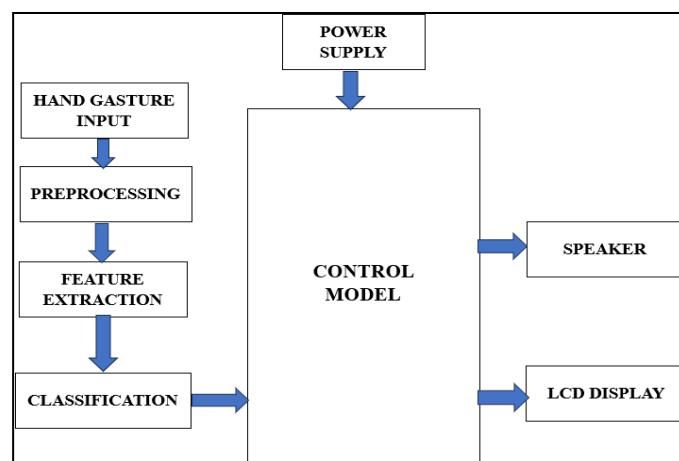 POWER
SUPPLY
HAND GASTURE
INPUT
PREPROCESSING
FEATURE
EXTRACTION
CLASSIFICATION
CONTROL
MODEL
SPEAKER
LCD DISPLAY